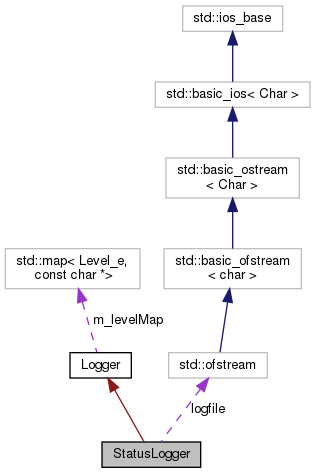 std::ios_base
std::basic_ios< Char >
std::basic_ostream
< Char >
std::map< Level_e,
const char *>
std::basic_ofstream
< char >
m_levelMap
Logger
std::ofstream
logfile
StatusLogger